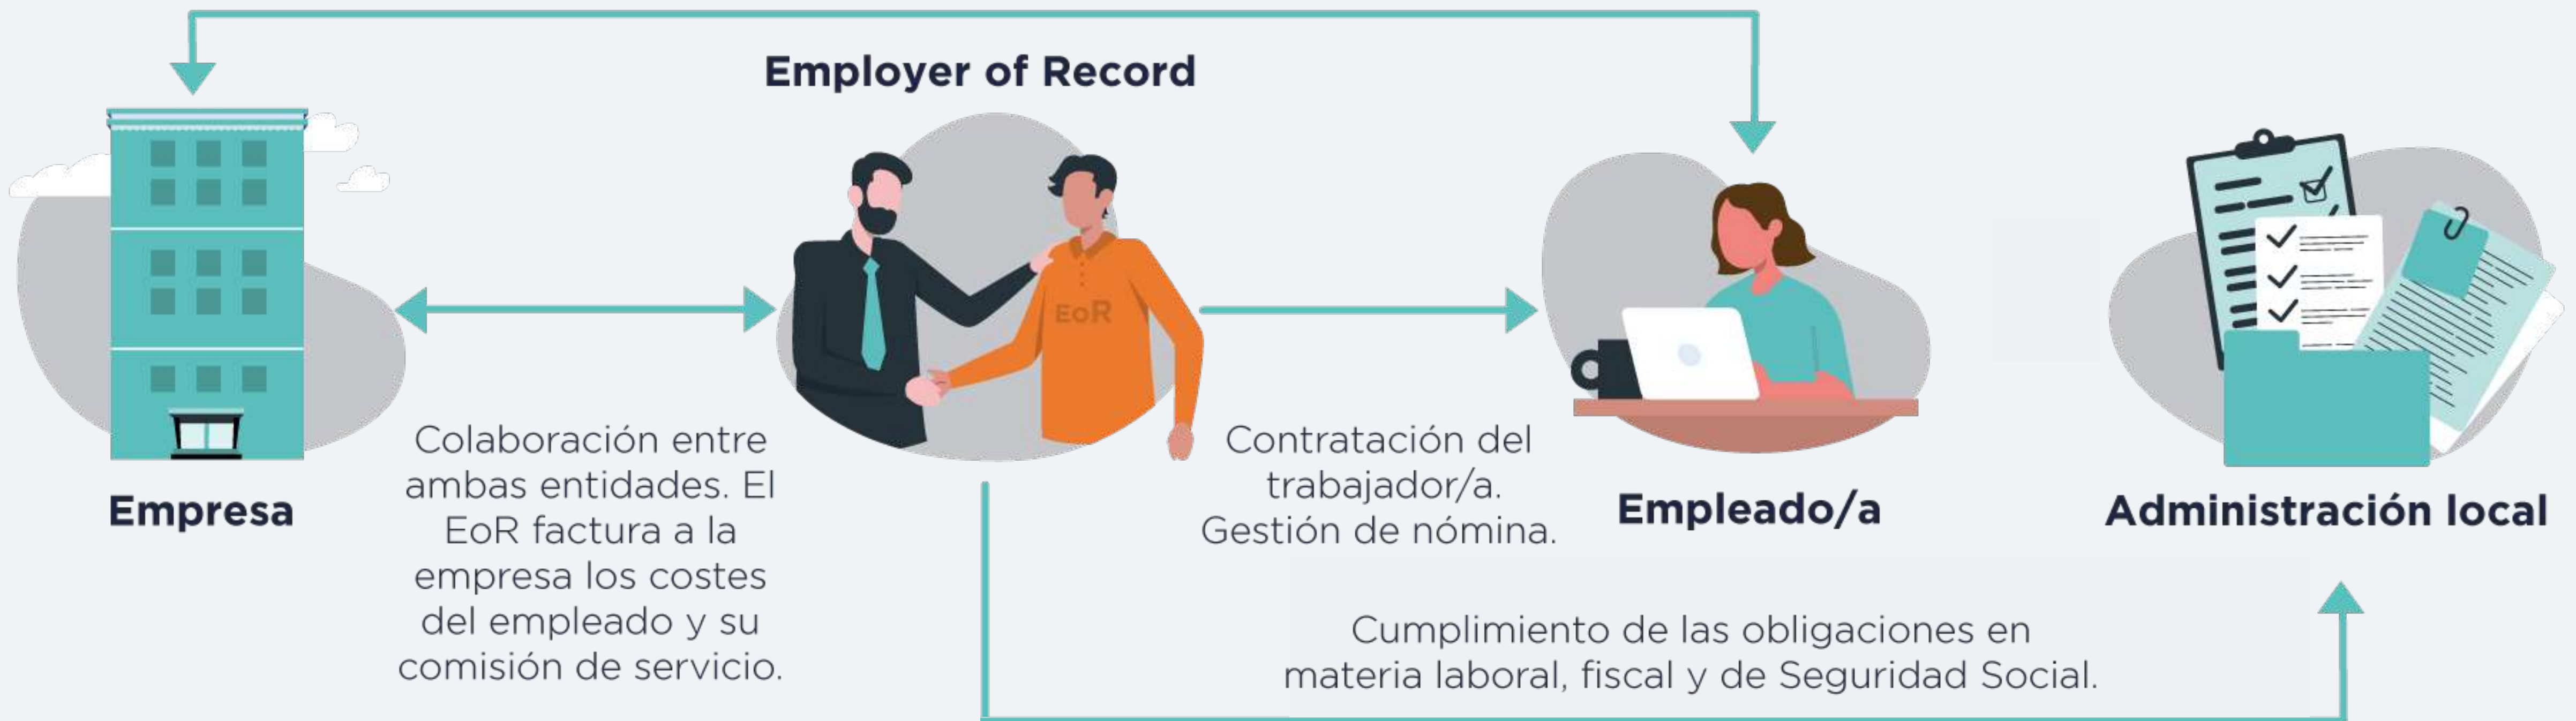 Employer of Record
EoR
Empresa
Colaboración entre
ambas entidades. El
EoR factura a la
empresa los costes
del empleado y su
comisión de servicio.
Contratación del
trabajador/a.
Gestión de nómina.
Empleado/a
Administración local
Cumplimiento de las obligaciones en
materia laboral, fiscal y de Seguridad Social.